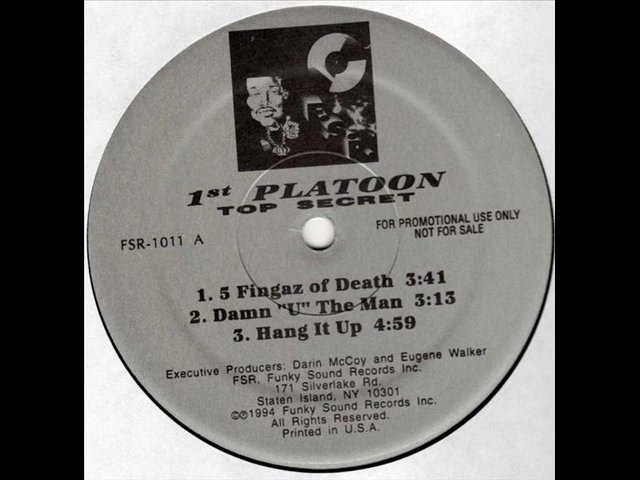 FSR
1st PLATOON
TOP SECRET
FSR-1011 A
FOR PROMOTIONAL USE ONLY
NOT FOR SALE
1. 5 Fingaz of Death 3:41
2. Damn "U" The Man 3:13
3. Hang It Up 4:59
Executive Producers: Darin McCoy and Eugene Walker
FSR, Funky Sound Records Inc.
171 Silverlake Rd.
Staten Island, NY 10301
©℗1994 Funky Sound Records Inc.
All Rights Reserved.
Printed in U.S.A.